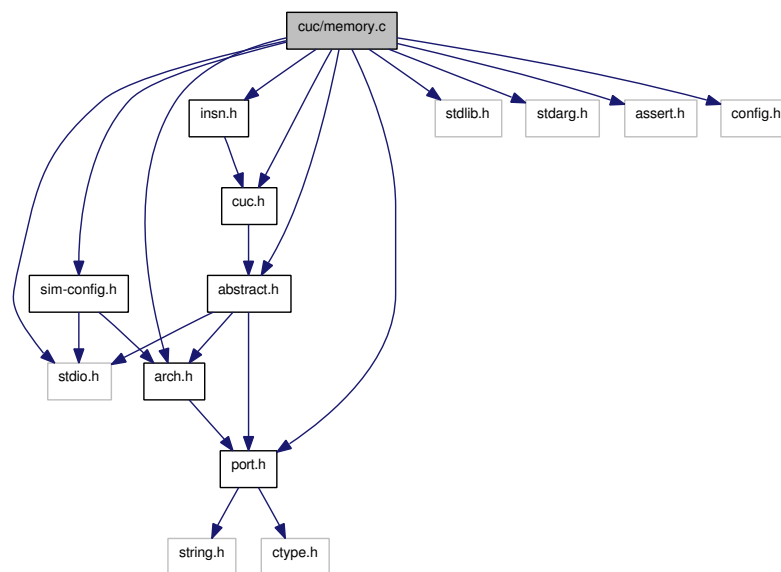 cuc/memory.c
insn.h
stdlib.h
stdarg.h
assert.h
config.h
cuc.h
sim-config.h
abstract.h
stdio.h
arch.h
port.h
string.h
ctype.h